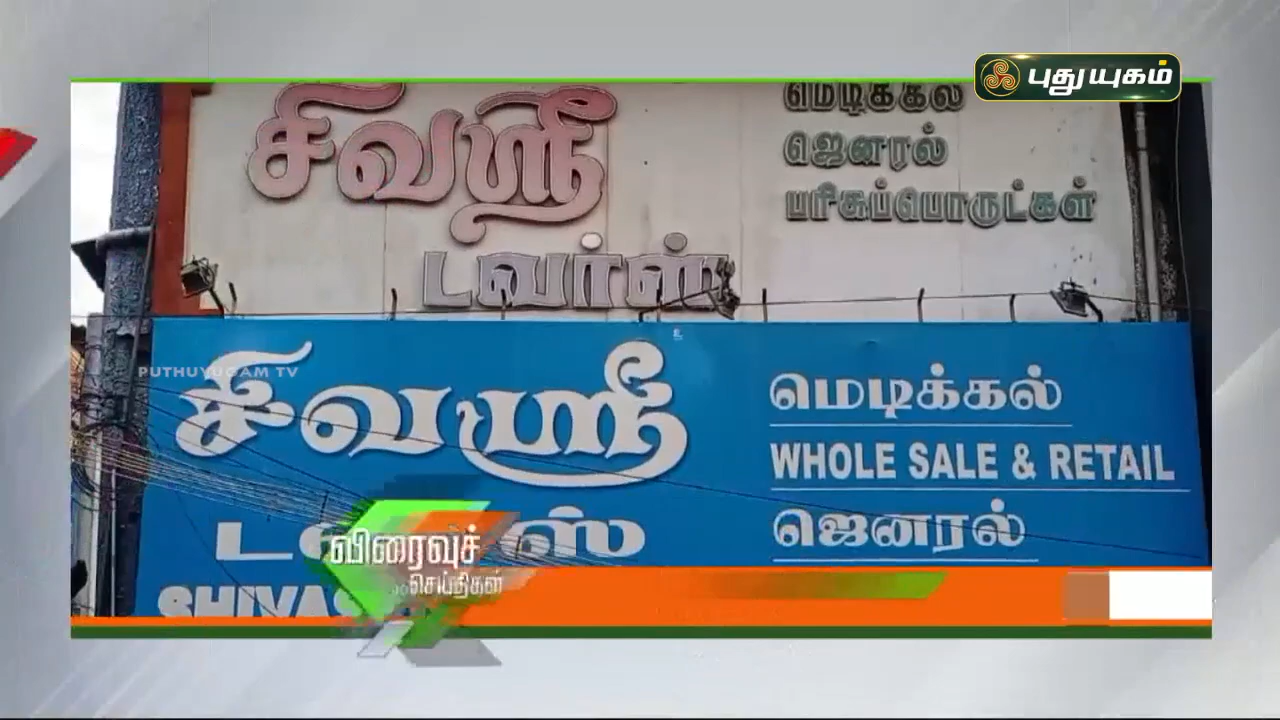 புதுயுகம்
சிவஸ்ரீ
மெடிக்கல்
ஜெனரல்
பரிசுப்பொருட்கள்
டவர்ஸ்
PUTHUYUGAM TV
சிவஸ்ரீ
மெடிக்கல்
WHOLE SALE & RETAIL
ஜெனரல்
விரைவுச்
செய்திகள்